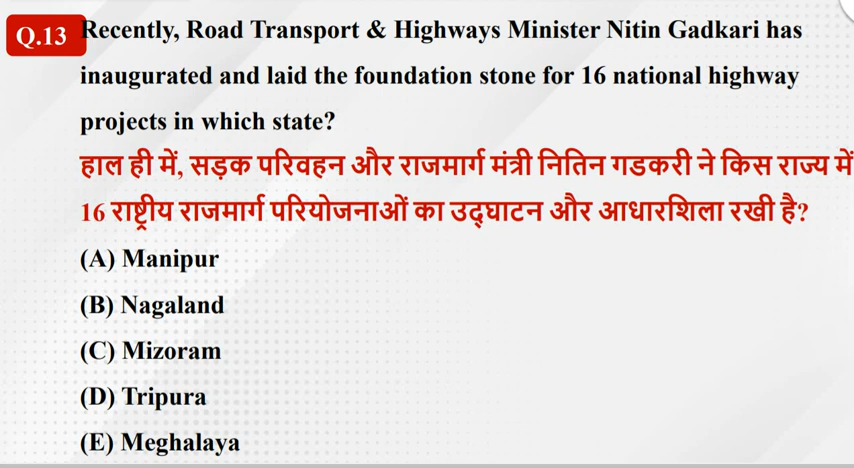 Q.13 Recently, Road Transport & Highways Minister Nitin Gadkari has
inaugurated and laid the foundation stone for 16 national highway
projects in which state?
हाल ही में, सड़क परिवहन और राजमार्ग मंत्री नितिन गडकरी ने किस राज्य में
16 राष्ट्रीय राजमार्ग परियोजनाओं का उद्घाटन और आधारशिला रखी है?
(A) Manipur
(B) Nagaland
(C) Mizoram
(D) Tripura
(E) Meghalaya